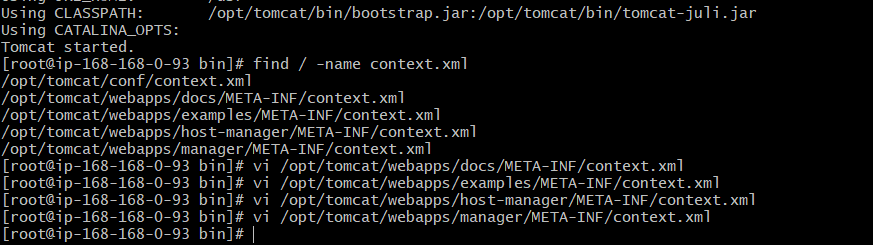 Using CLASSPATH:       /opt/tomcat/bin/bootstrap.jar:/opt/tomcat/bin/tomcat-juli.jar
Using CATALINA_OPTS:
Tomcat started.
[root@ip-168-168-0-93 bin]# find / -name context.xml
/opt/tomcat/conf/context.xml
/opt/tomcat/webapps/docs/META-INF/context.xml
/opt/tomcat/webapps/examples/META-INF/context.xml
/opt/tomcat/webapps/host-manager/META-INF/context.xml
/opt/tomcat/webapps/manager/META-INF/context.xml
[root@ip-168-168-0-93 bin]# vi /opt/tomcat/webapps/docs/META-INF/context.xml
[root@ip-168-168-0-93 bin]# vi /opt/tomcat/webapps/examples/META-INF/context.xml
[root@ip-168-168-0-93 bin]# vi /opt/tomcat/webapps/host-manager/META-INF/context.xml
[root@ip-168-168-0-93 bin]# vi /opt/tomcat/webapps/manager/META-INF/context.xml
[root@ip-168-168-0-93 bin]#